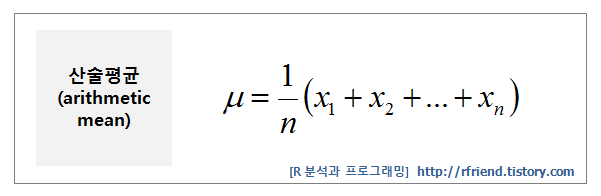 산술평균
(arithmetic
mean)
μ = 1/n (x₁ + x₂ + ... + xₙ)
[R 분석과 프로그래밍] http://rfriend.tistory.com